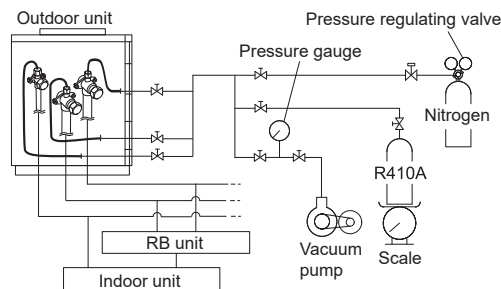 Outdoor unit
Pressure regulating valve
Pressure gauge
Nitrogen
R410A
RB unit
Vacuum
pump
Scale
Indoor unit